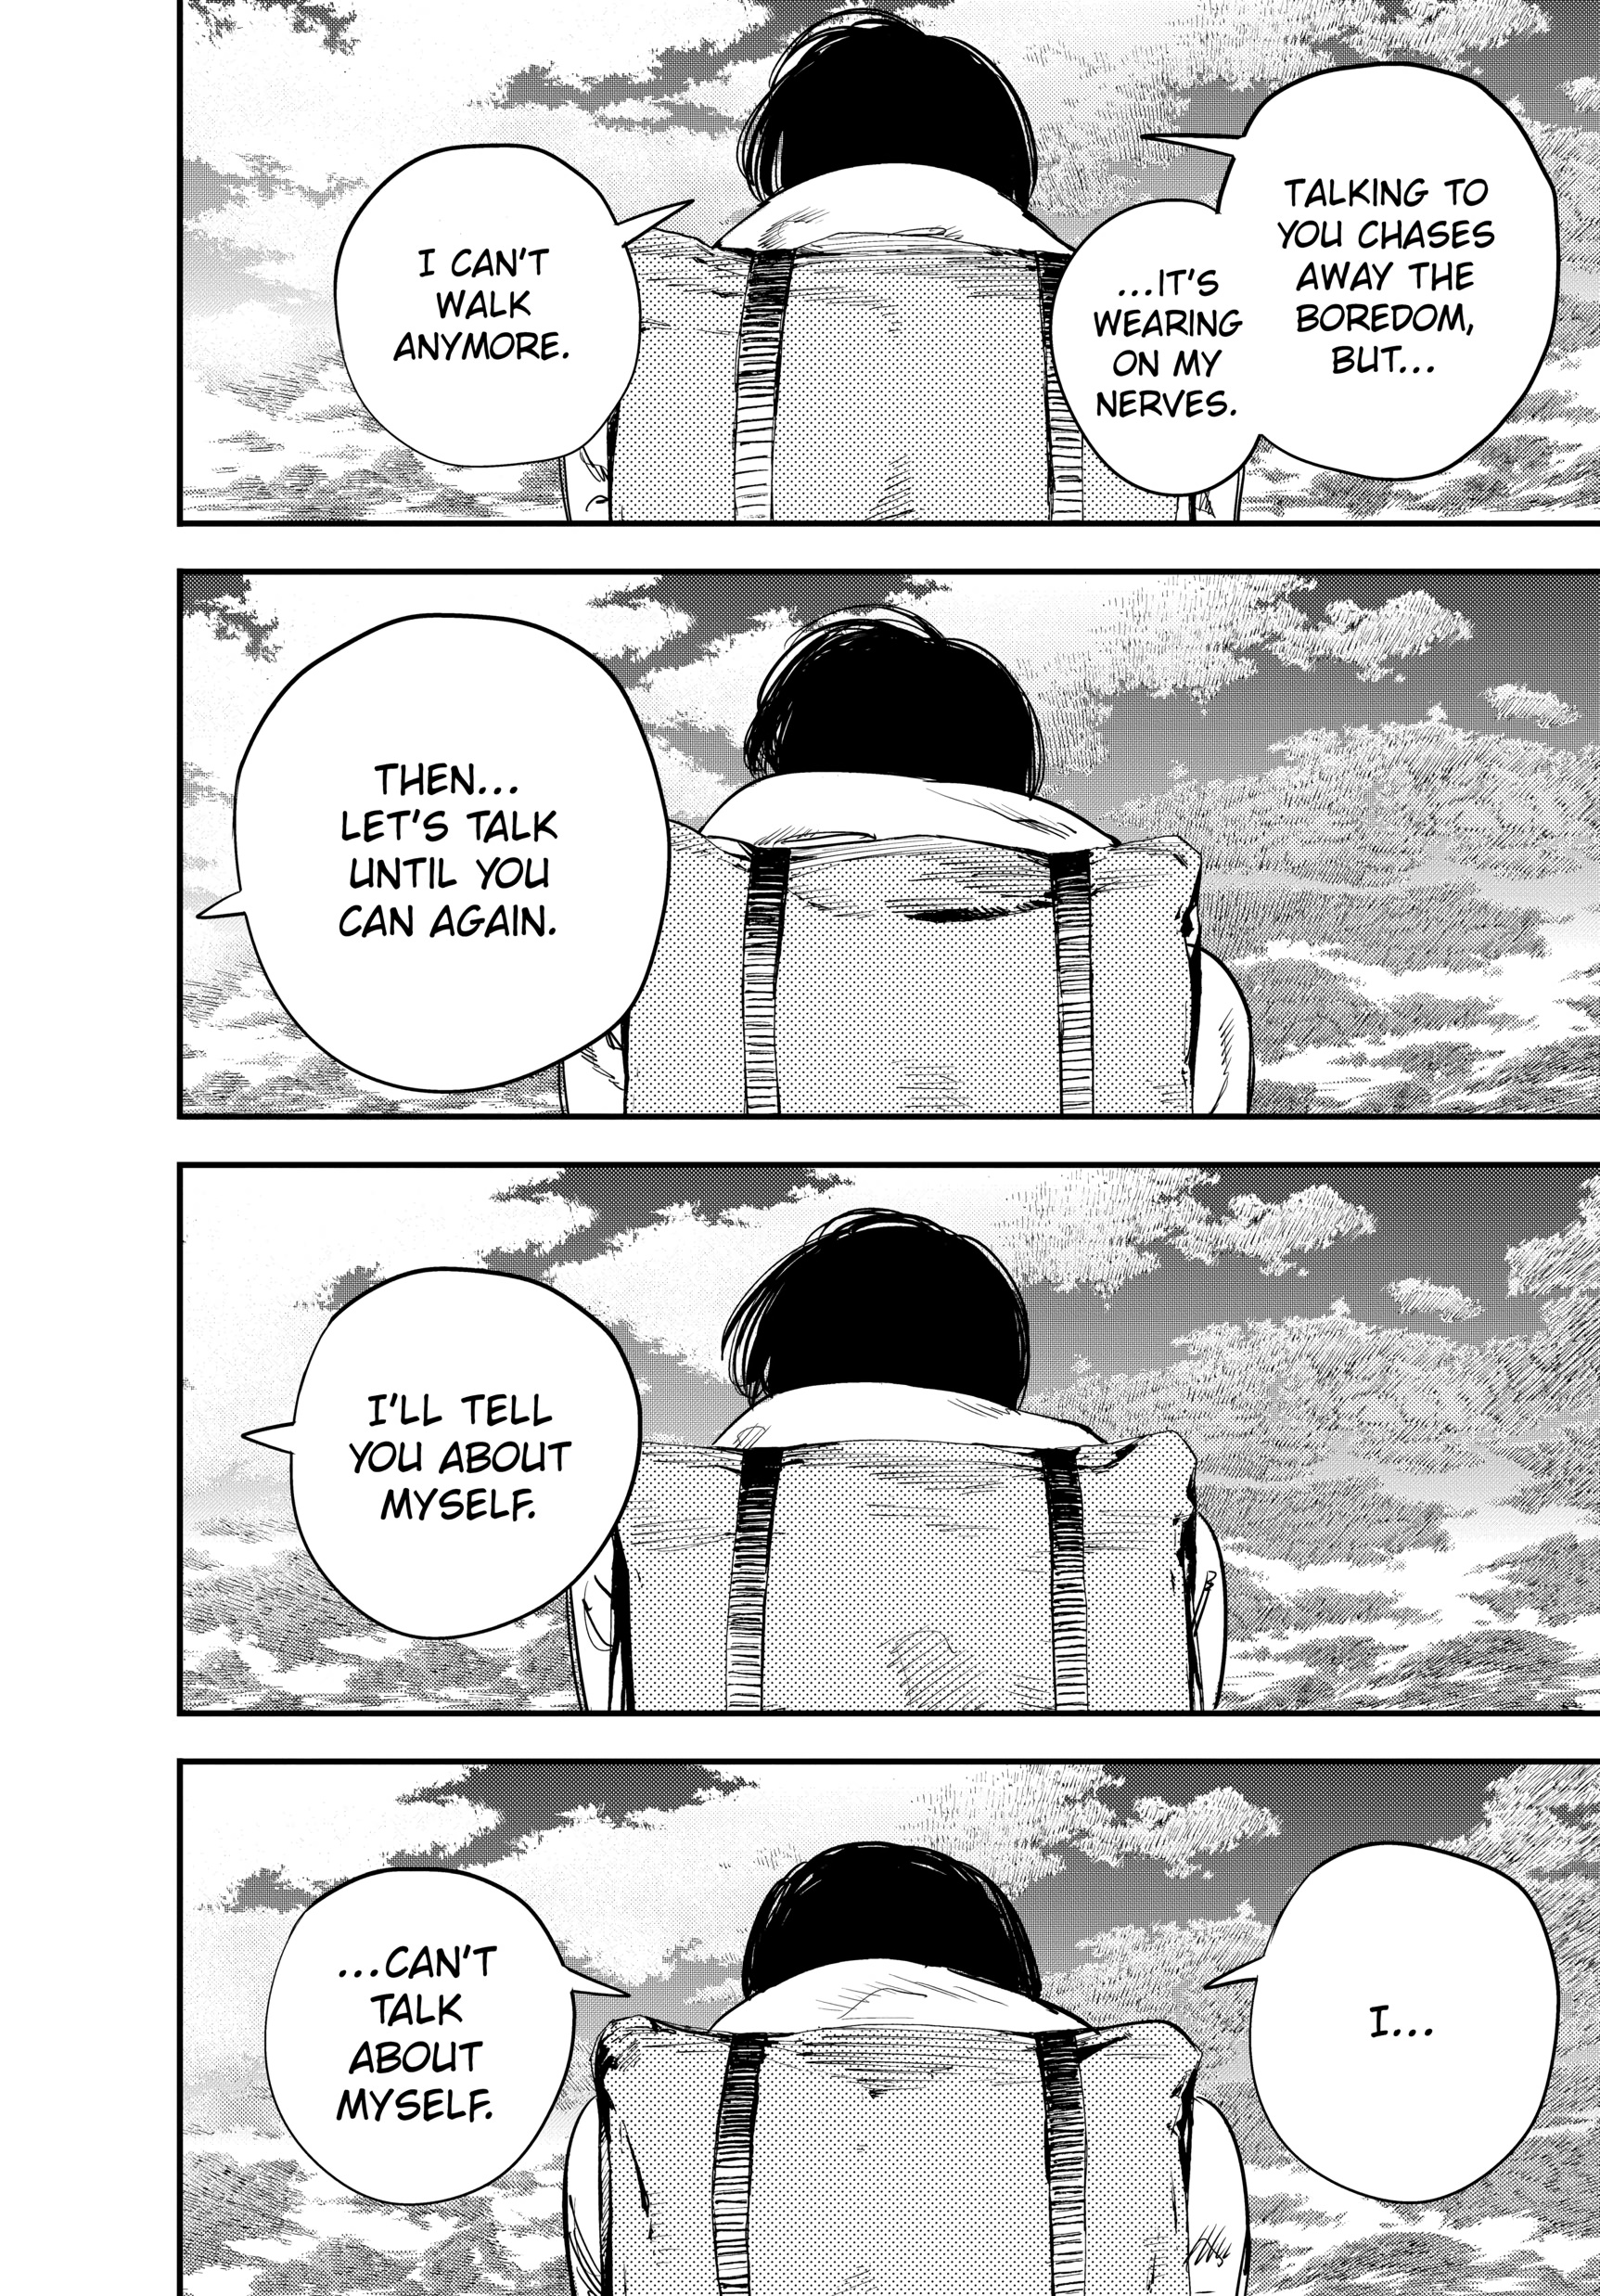 TALKING TO
YOU CHASES
AWAY THE
BOREDOM,
BUT...
...IT'S
WEARING
ON MY
NERVES.
I CAN'T
WALK
ANYMORE.
THEN...
LET'S TALK
UNTIL YOU
CAN AGAIN.
I'LL TELL
YOU ABOUT
MYSELF.
I...
...CAN'T
TALK
ABOUT
MYSELF.